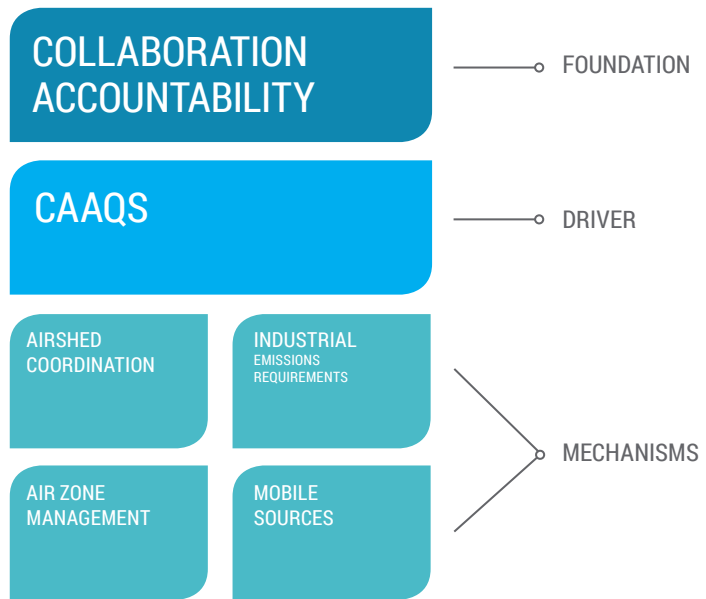 COLLABORATION
ACCOUNTABILITY
FOUNDATION
CAAQS
DRIVER
AIRSHED
COORDINATION
INDUSTRIAL
EMISSIONS
REQUIREMENTS
MECHANISMS
AIR ZONE
MANAGEMENT
MOBILE
SOURCES